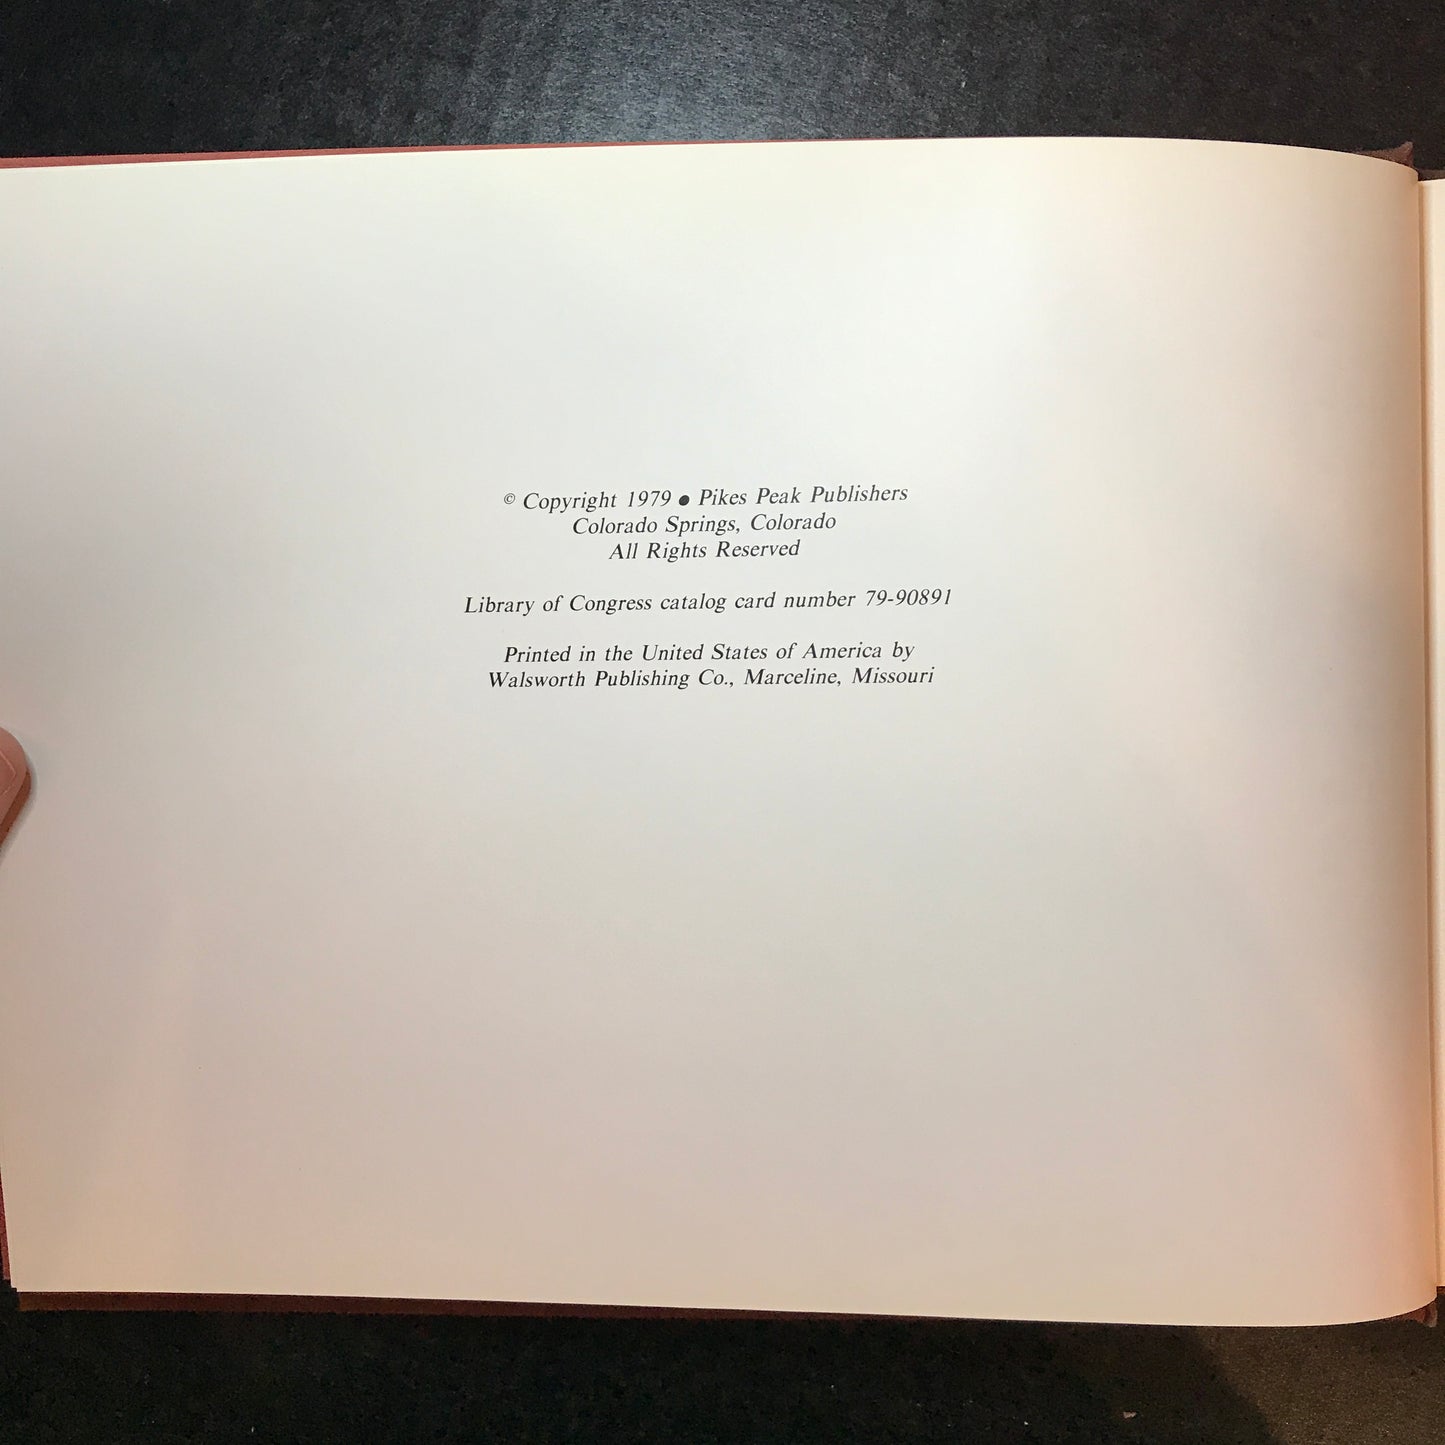 © Copyright 1979 ● Pikes Peak Publishers
Colorado Springs, Colorado
All Rights Reserved
Library of Congress catalog card number 79-90891
Printed in the United States of America by
Walsworth Publishing Co., Marceline, Missouri